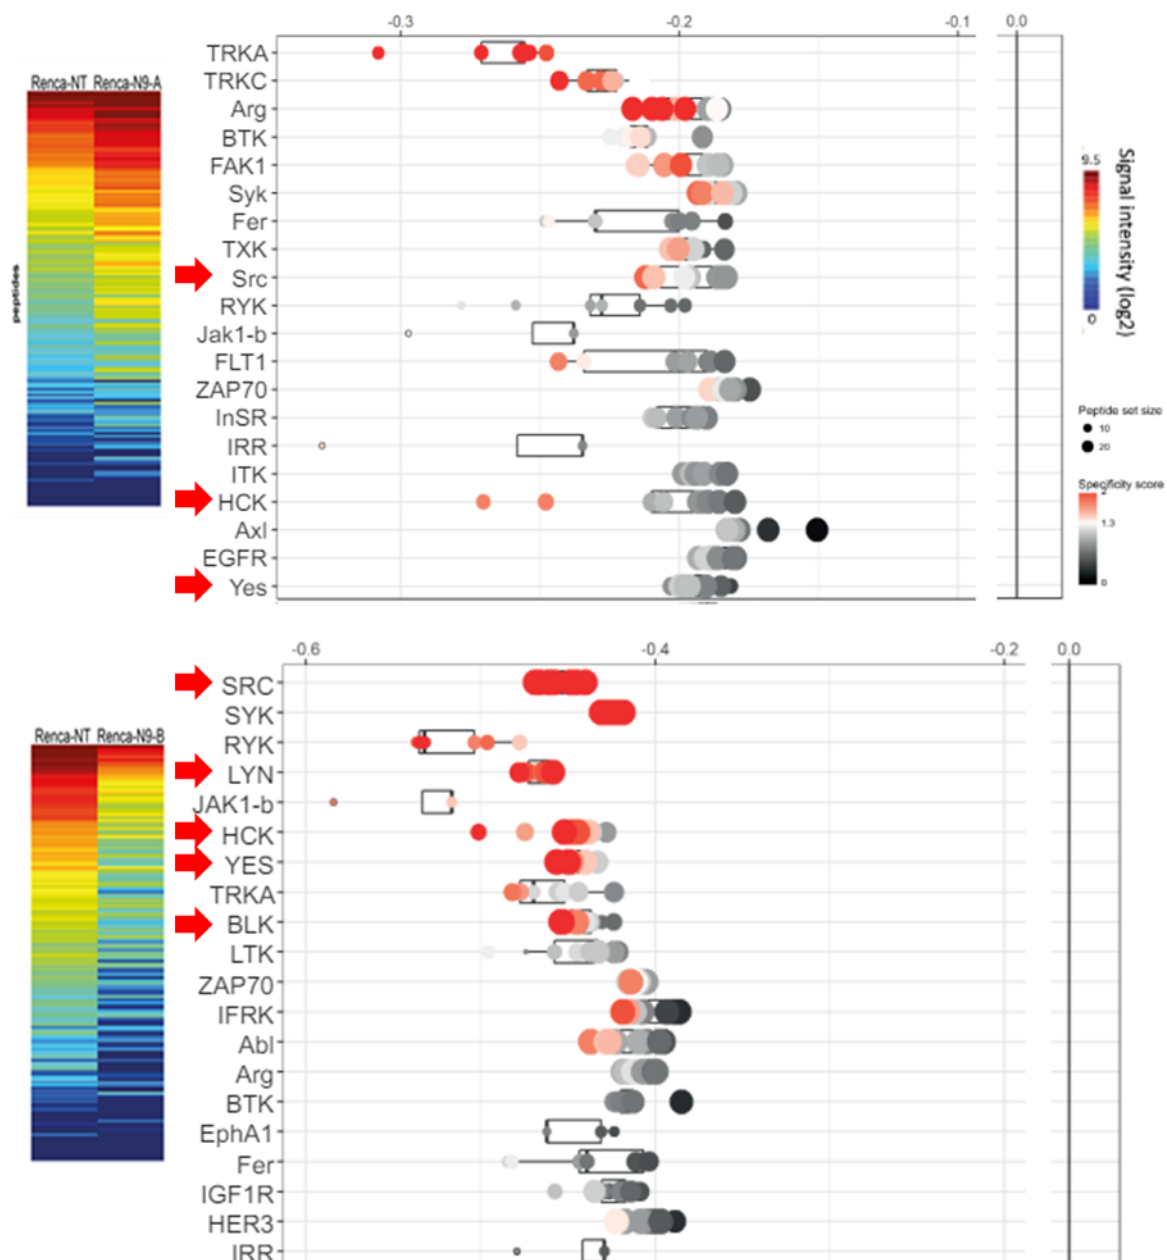 -0.3 -0.2 -0.1 0.0
TRKA
TRKC
Arg
BTK
FAK1
Syk
Fer
TXK
Src
RYK
Jak1-b
FLT1
ZAP70
InSR
IRR
ITK
HCK
Axl
EGFR
Yes
Renca-NT Renca-N9-A
peptides
9.5
Signal intensity (log2)
0
Peptide set size
10
20
Specificity score
2
1.3
0
-0.6 -0.4 -0.2 0.0
SRC
SYK
RYK
LYN
JAK1-b
HCK
YES
TRKA
BLK
LTK
ZAP70
IFRK
Abl
Arg
BTK
EphA1
Fer
IGF1R
HER3
IRR
Renca-NT Renca-N9-B